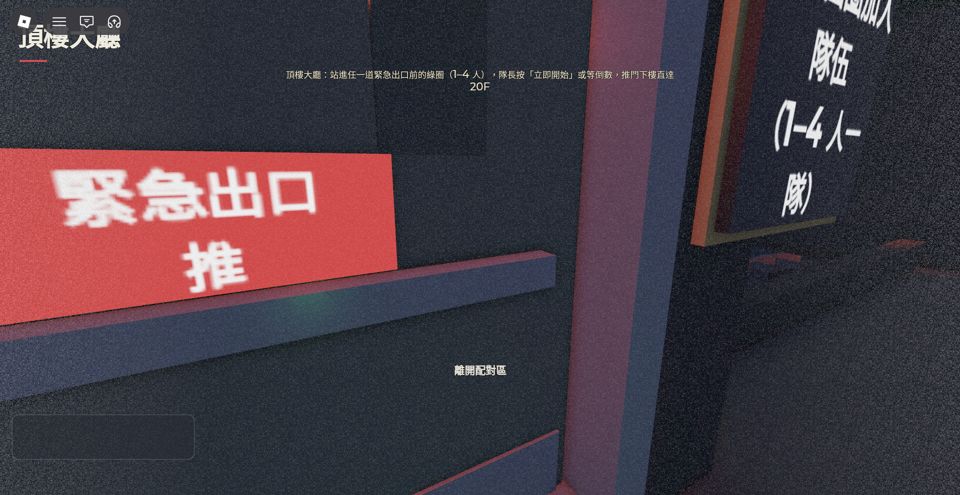 頂樓大廳
頂樓大廳：站進任一道緊急出口前的綠圈（1–4 人），隊長按「立即開始」或等倒數，推門下樓直達
20F
緊急出口
推
圈加入
隊伍
（1–4 人一
隊）
離開配對區